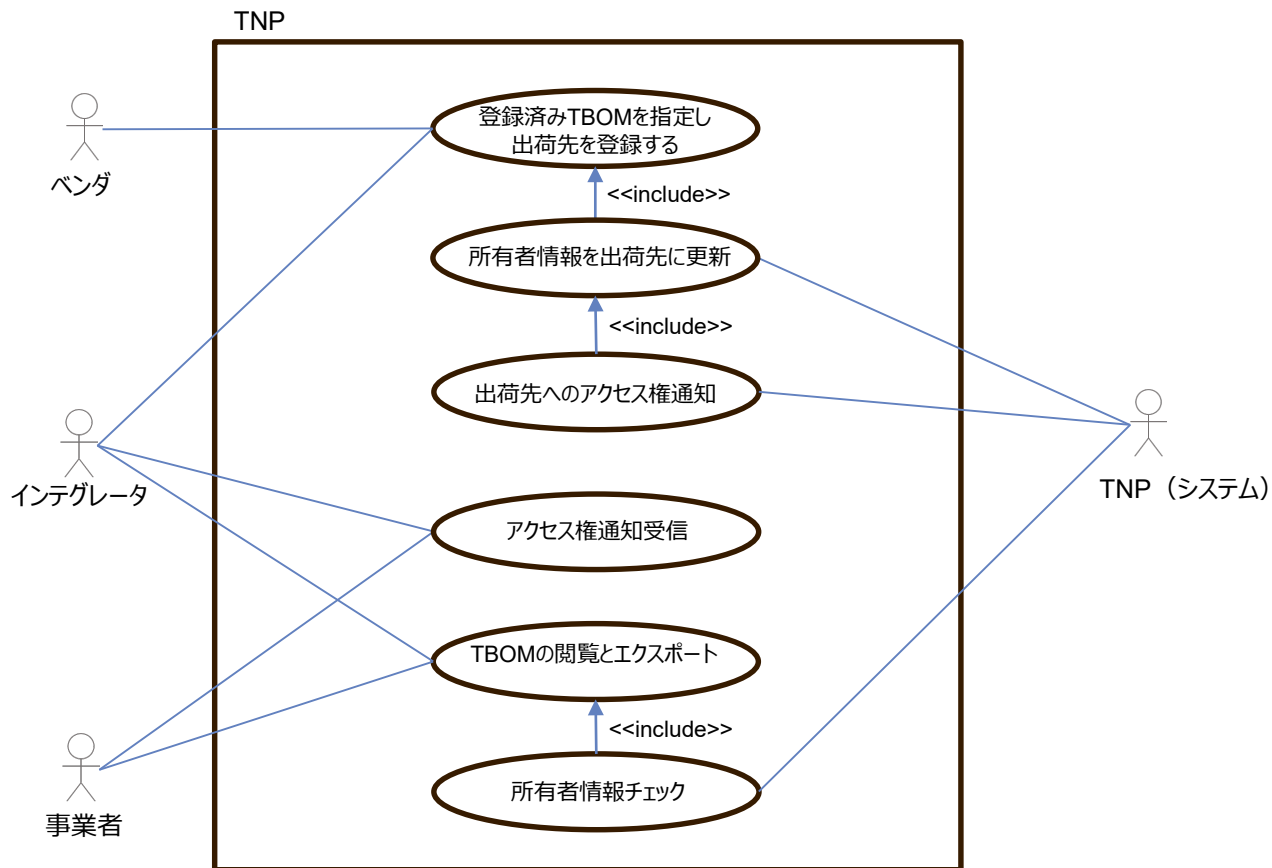 TNP
登録済みTBOMを指定し
出荷先を登録する
ベンダ
<<include>>
所有者情報を出荷先に更新
<<include>>
出荷先へのアクセス権通知
インテグレータ
TNP（システム）
アクセス権通知受信
TBOMの閲覧とエクスポート
<<include>>
所有者情報チェック
事業者